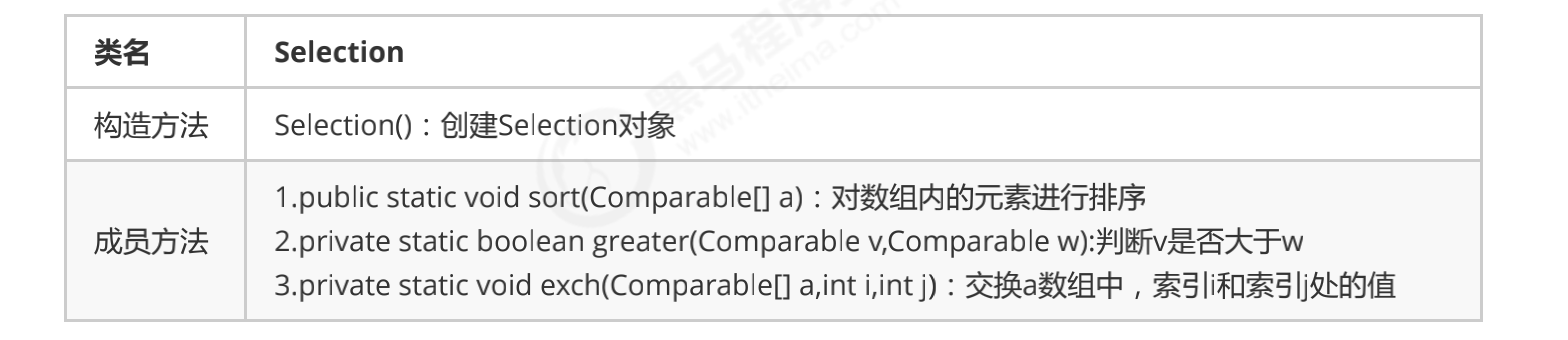 黑马程序员
www.itheima.com
类名 Selection
构造方法 Selection()：创建Selection对象
成员方法
1.public static void sort(Comparable[] a)：对数组内的元素进行排序
2.private static boolean greater(Comparable v,Comparable w):判断v是否大于w
3.private static void exch(Comparable[] a,int i,int j)：交换a数组中，索引i和索引j处的值